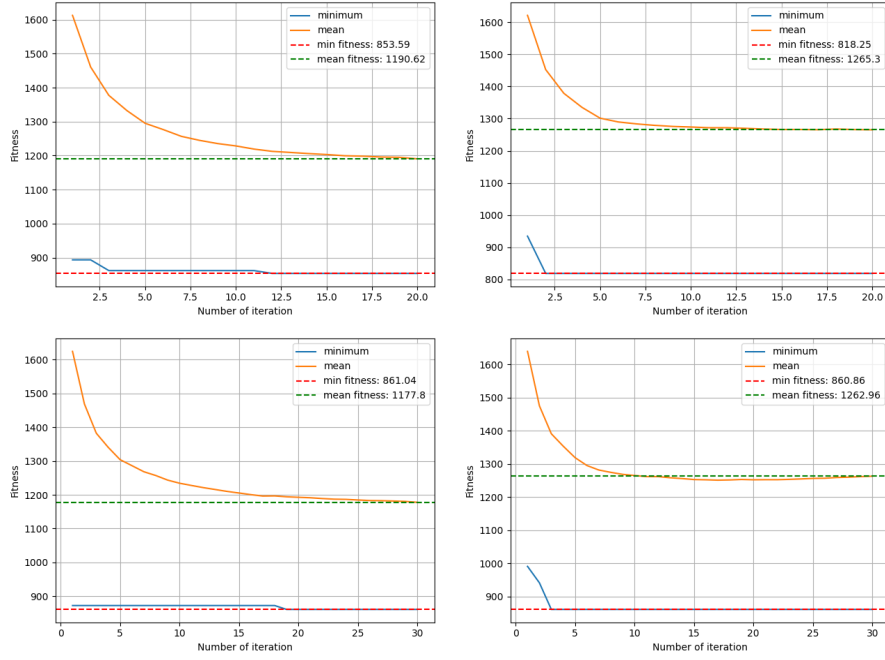 1600
1500
1400
1300
1200
1100
1000
900
Fitness
2.5
5.0
7.5
10.0
12.5
15.0
17.5
20.0
Number of iteration
minimum
mean
min fitness: 853.59
mean fitness: 1190.62
1600
1500
1400
1300
1200
1100
1000
900
800
Fitness
2.5
5.0
7.5
10.0
12.5
15.0
17.5
20.0
Number of iteration
minimum
mean
min fitness: 818.25
mean fitness: 1265.3
1600
1500
1400
1300
1200
1100
1000
900
Fitness
0
5
10
15
20
25
30
Number of iteration
minimum
mean
min fitness: 861.04
mean fitness: 1177.8
1600
1500
1400
1300
1200
1100
1000
900
Fitness
0
5
10
15
20
25
30
Number of iteration
minimum
mean
min fitness: 860.86
mean fitness: 1262.96